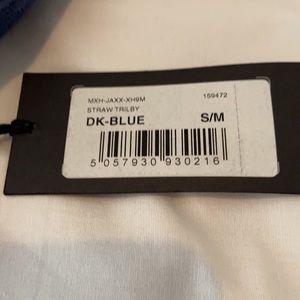 MXH-JAXX-XH9M 159472
STRAW TRILBY
DK-BLUE S/M
5 057930 930216